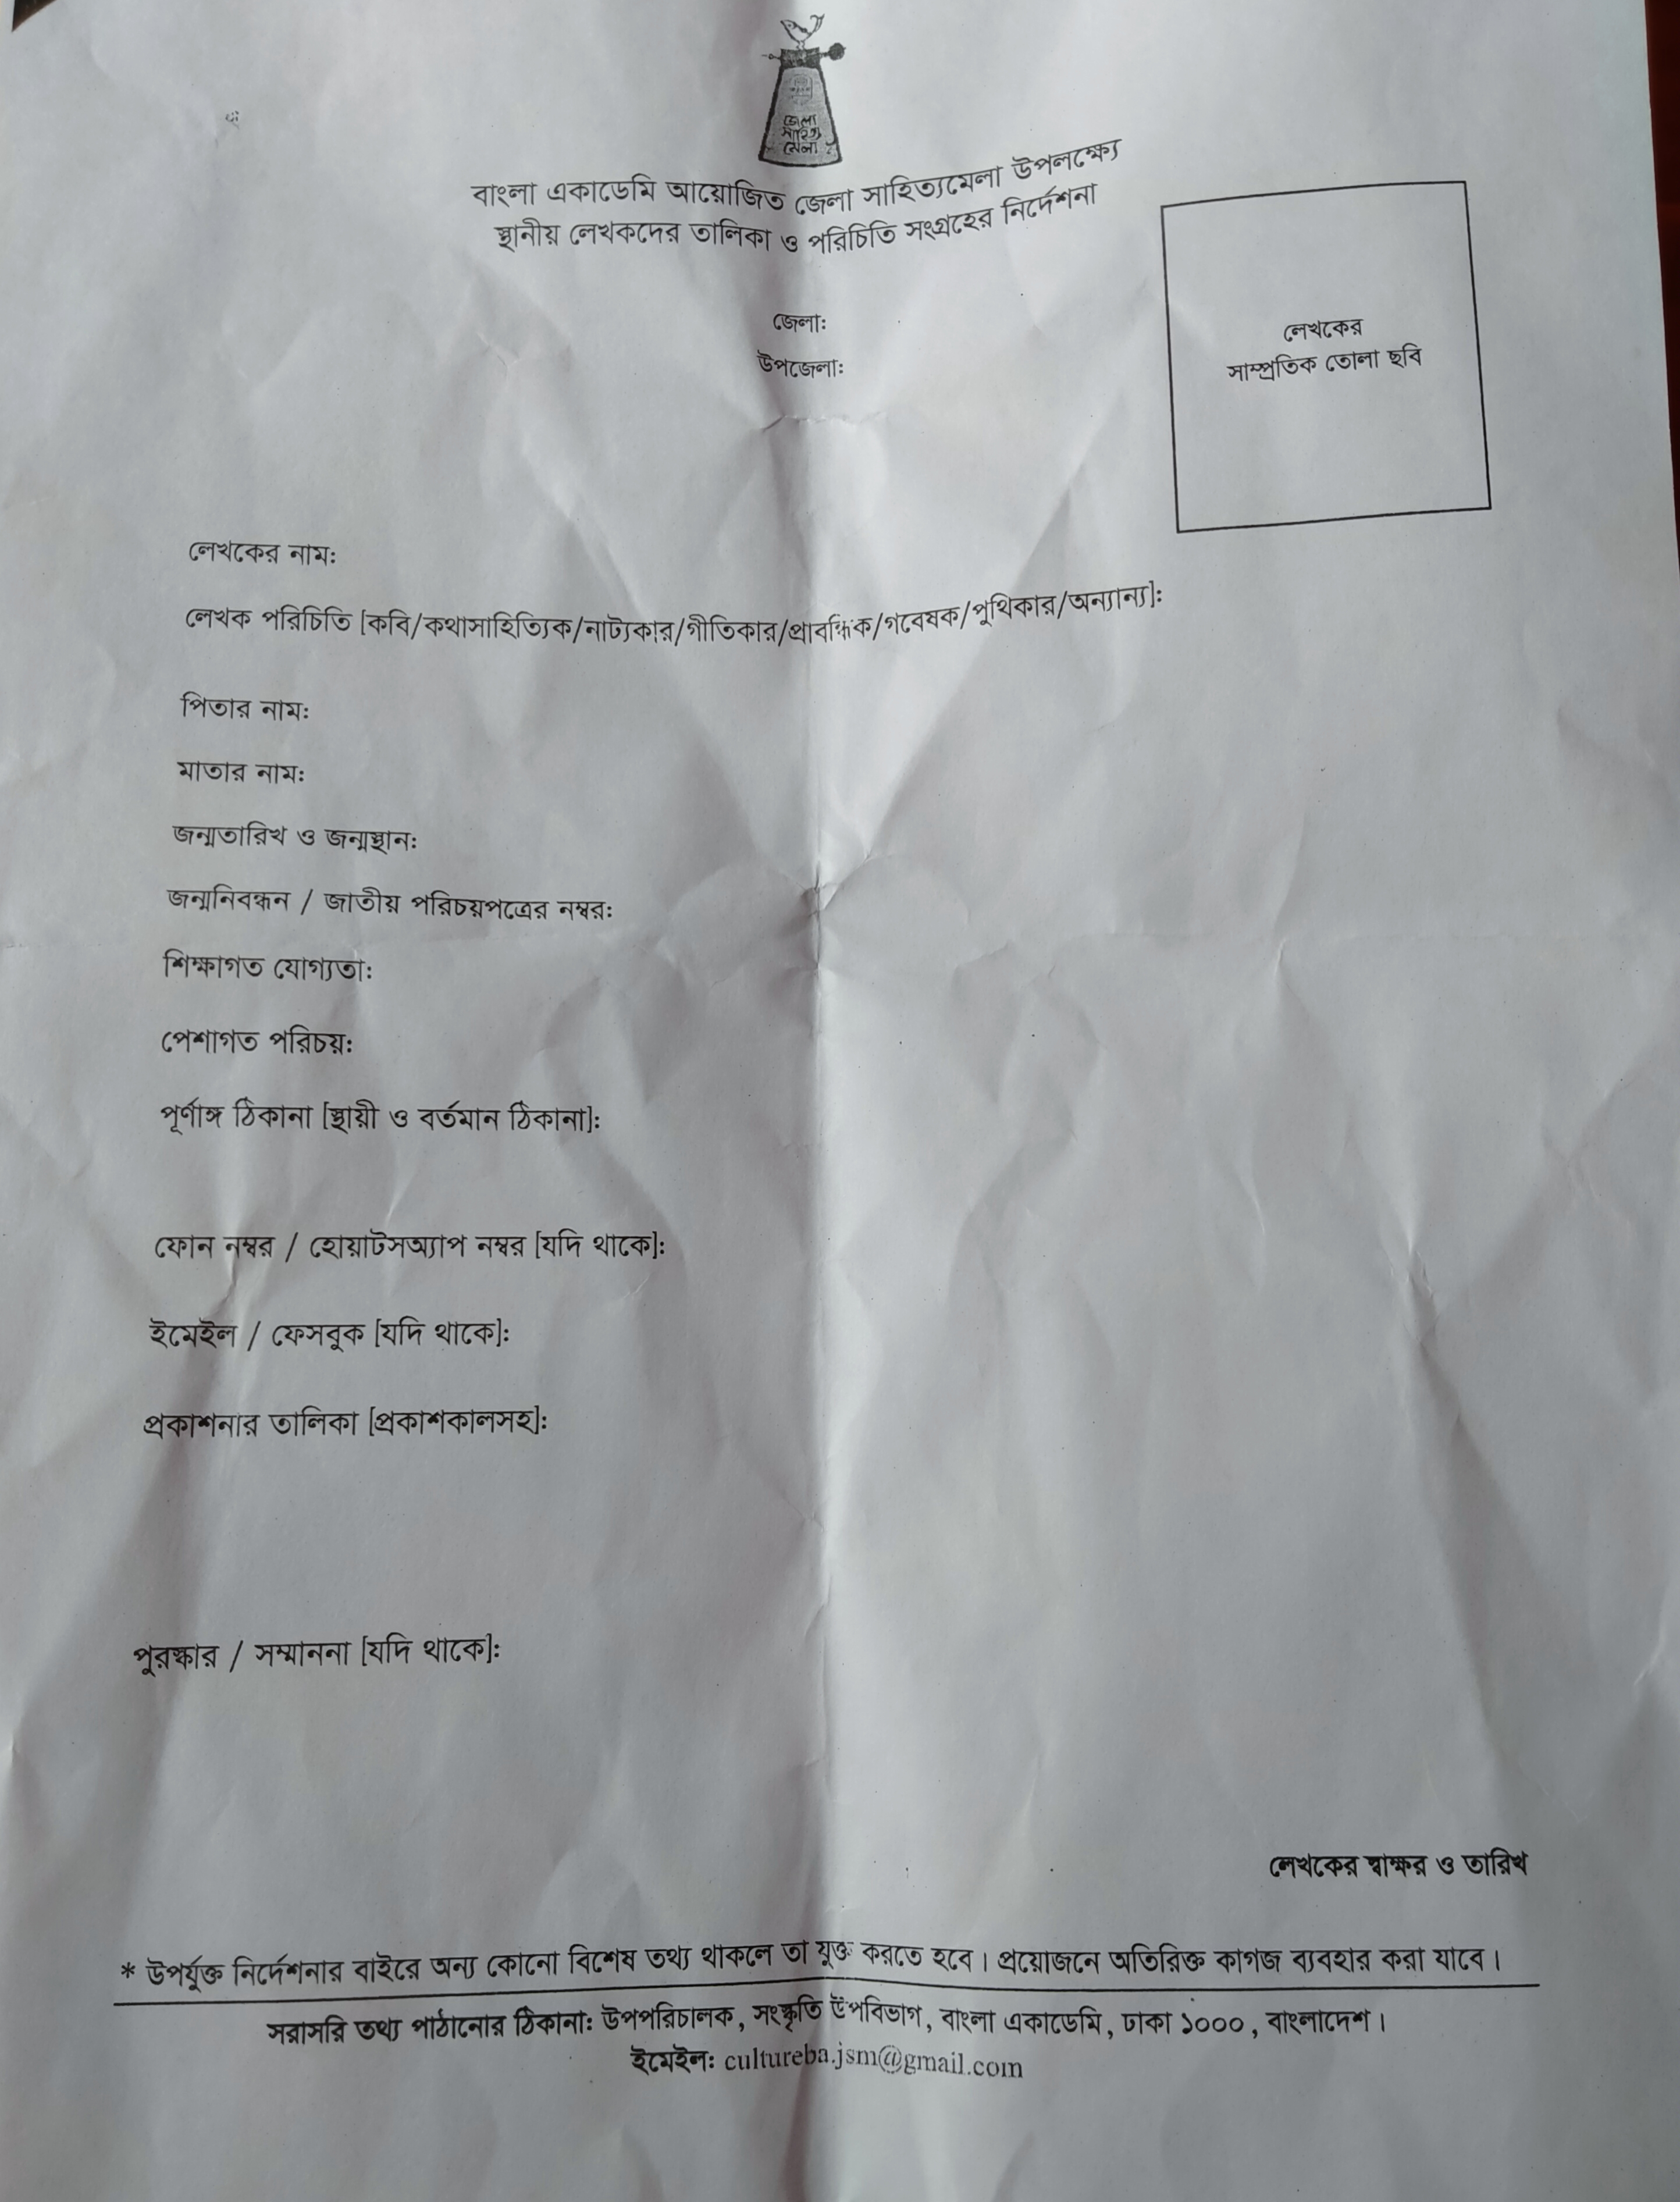 জেলা
সাহিত্য
মেলা
বাংলা একাডেমি আয়োজিত জেলা সাহিত্যমেলা উপলক্ষ্যে
স্থানীয় লেখকদের তালিকা ও পরিচিতি সংগ্রহের নির্দেশনা
জেলা:
উপজেলা:
লেখকের
সাম্প্রতিক তোলা ছবি
লেখকের নাম:
লেখক পরিচিতি [কবি/কথাসাহিত্যিক/নাট্যকার/গীতিকার/প্রাবন্ধিক/গবেষক/পুথিকার/অন্যান্য]:
পিতার নাম:
মাতার নাম:
জন্মতারিখ ও জন্মস্থান:
জন্মনিবন্ধন / জাতীয় পরিচয়পত্রের নম্বর:
শিক্ষাগত যোগ্যতা:
পেশাগত পরিচয়:
পূর্ণাঙ্গ ঠিকানা [স্থায়ী ও বর্তমান ঠিকানা]:
ফোন নম্বর / হোয়াটসঅ্যাপ নম্বর [যদি থাকে]:
ইমেইল / ফেসবুক [যদি থাকে]:
প্রকাশনার তালিকা [প্রকাশকালসহ]:
পুরস্কার / সম্মাননা [যদি থাকে]:
লেখকের স্বাক্ষর ও তারিখ
* উপর্যুক্ত নির্দেশনার বাইরে অন্য কোনো বিশেষ তথ্য থাকলে তা যুক্ত করতে হবে। প্রয়োজনে অতিরিক্ত কাগজ ব্যবহার করা যাবে।
সরাসরি তথ্য পাঠানোর ঠিকানা: উপপরিচালক, সংস্কৃতি উপবিভাগ, বাংলা একাডেমি, ঢাকা ১০০০, বাংলাদেশ।
ইমেইল: cultureba.jsm@gmail.com